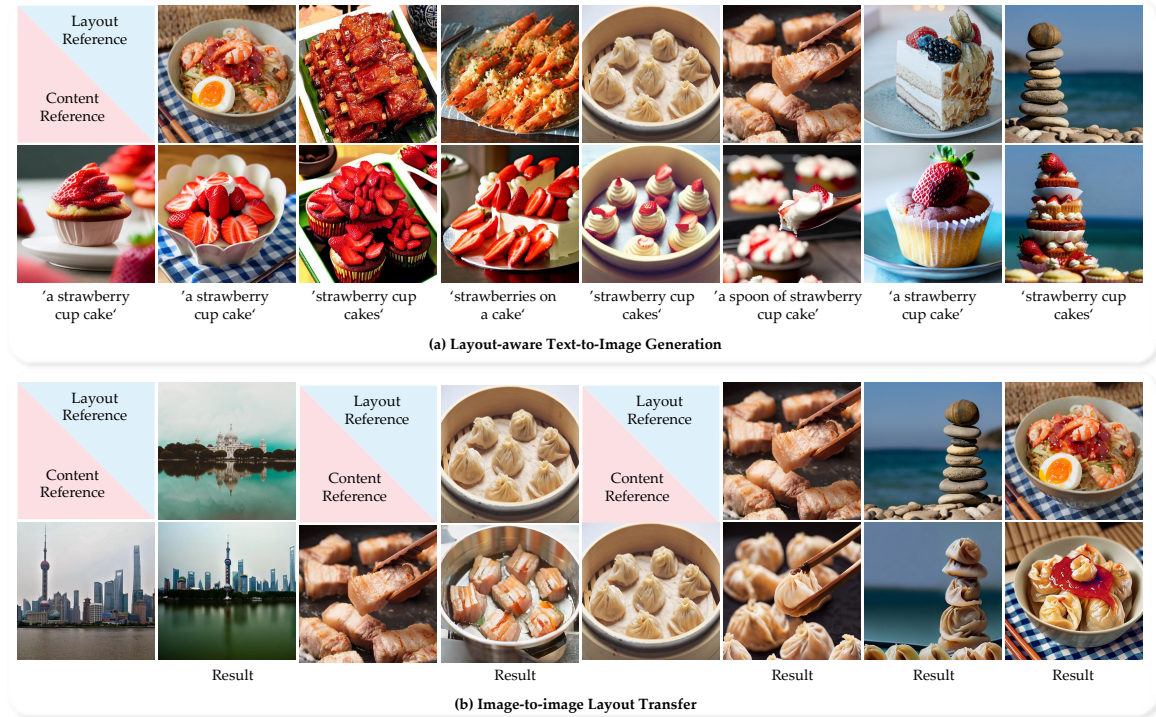 Layout
Reference
Content
Reference
’a strawberry
cup cake‘
’a strawberry
cup cake‘
’strawberry cup
cakes‘
‘strawberries on
a cake‘
’strawberry cup
cakes‘
’a spoon of strawberry
cup cake’
‘a strawberry
cup cake’
‘strawberry cup
cakes‘
(a) Layout-aware Text-to-Image Generation
Layout
Reference
Content
Reference
Layout
Reference
Content
Reference
Layout
Reference
Content
Reference
Result
Result
Result
Result
Result
(b) Image-to-image Layout Transfer